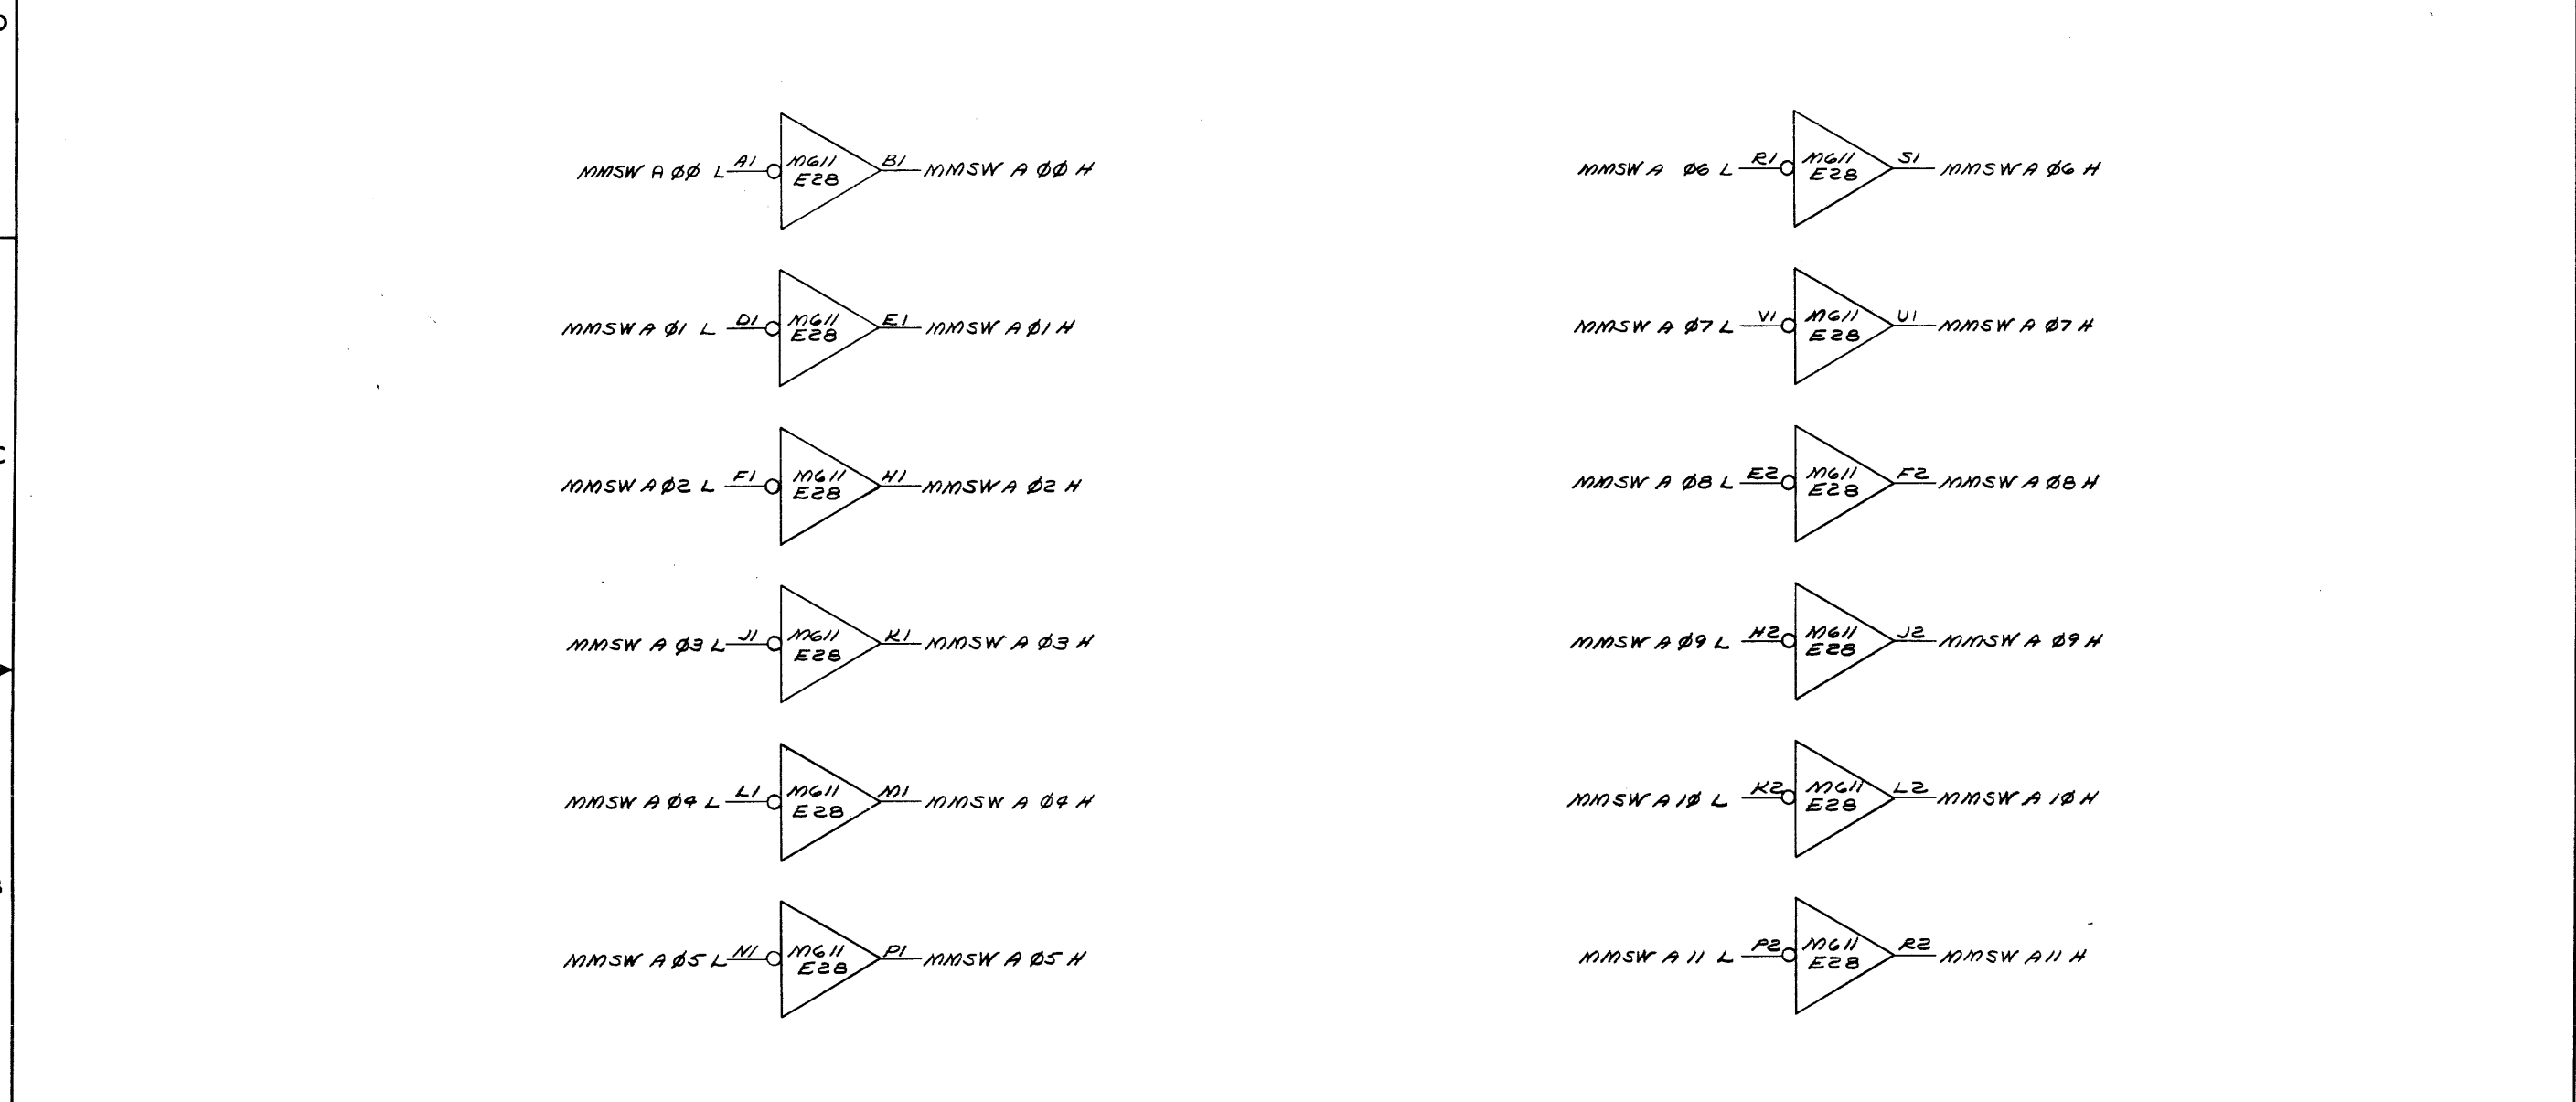 MMSW A ØØ L A1 M611 E28 B1 MMSW A ØØ H
MMSW A Ø1 L D1 M611 E28 E1 MMSW A Ø1 H
MMSW A Ø2 L F1 M611 E28 H1 MMSW A Ø2 H
MMSW A Ø3 L J1 M611 E28 K1 MMSW A Ø3 H
MMSW A Ø4 L L1 M611 E28 M1 MMSW A Ø4 H
MMSW A Ø5 L N1 M611 E28 P1 MMSW A Ø5 H
MMSW A Ø6 L R1 M611 E28 S1 MMSW A Ø6 H
MMSW A Ø7 L V1 M611 E28 U1 MMSW A Ø7 H
MMSW A Ø8 L E2 M611 E28 F2 MMSW A Ø8 H
MMSW A Ø9 L H2 M611 E28 J2 MMSW A Ø9 H
MMSW A 1Ø L K2 M611 E28 L2 MMSW A 1Ø H
MMSW A 11 L P2 M611 E28 R2 MMSW A 11 H